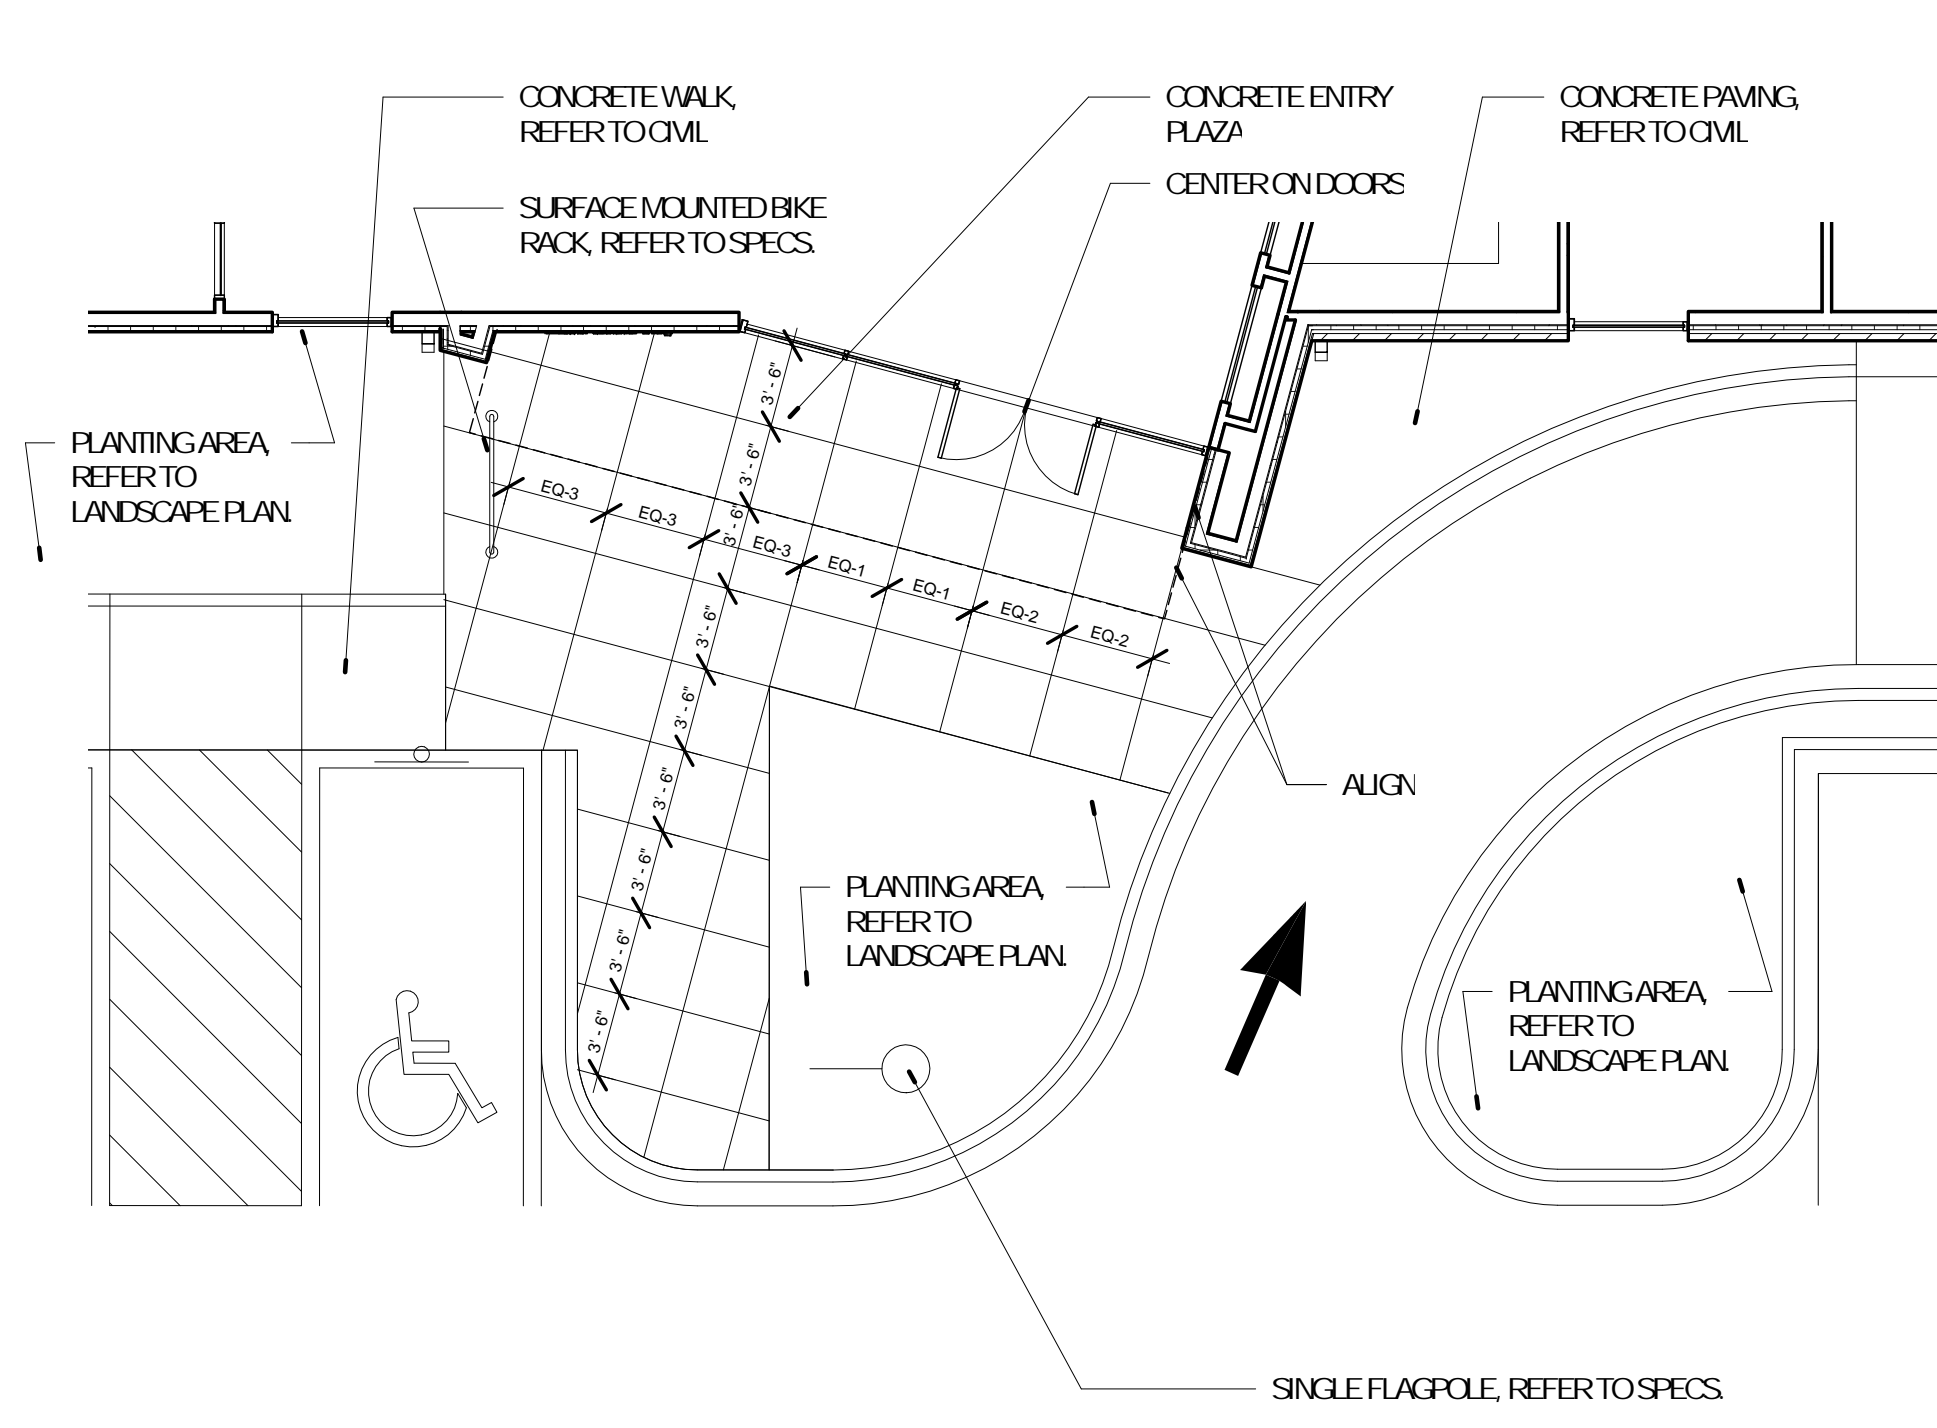 CONCRETE WALK,
REFER TO CIVIL
CONCRETE ENTRY
PLAZA
CONCRETE PAVING,
REFER TO CIVIL
CENTER ON DOORS
SURFACE MOUNTED BIKE
RACK, REFER TO SPECS.
PLANTING AREA,
REFER TO
LANDSCAPE PLAN.
3' - 6"
3' - 6"
3' - 6"
EQ-3
EQ-3
EQ-3
EQ-1
EQ-1
EQ-2
EQ-2
3' - 6"
3' - 6"
3' - 6"
3' - 6"
3' - 6"
3' - 6"
ALIGN
PLANTING AREA,
REFER TO
LANDSCAPE PLAN.
PLANTING AREA,
REFER TO
LANDSCAPE PLAN.
SINGLE FLAGPOLE, REFER TO SPECS.